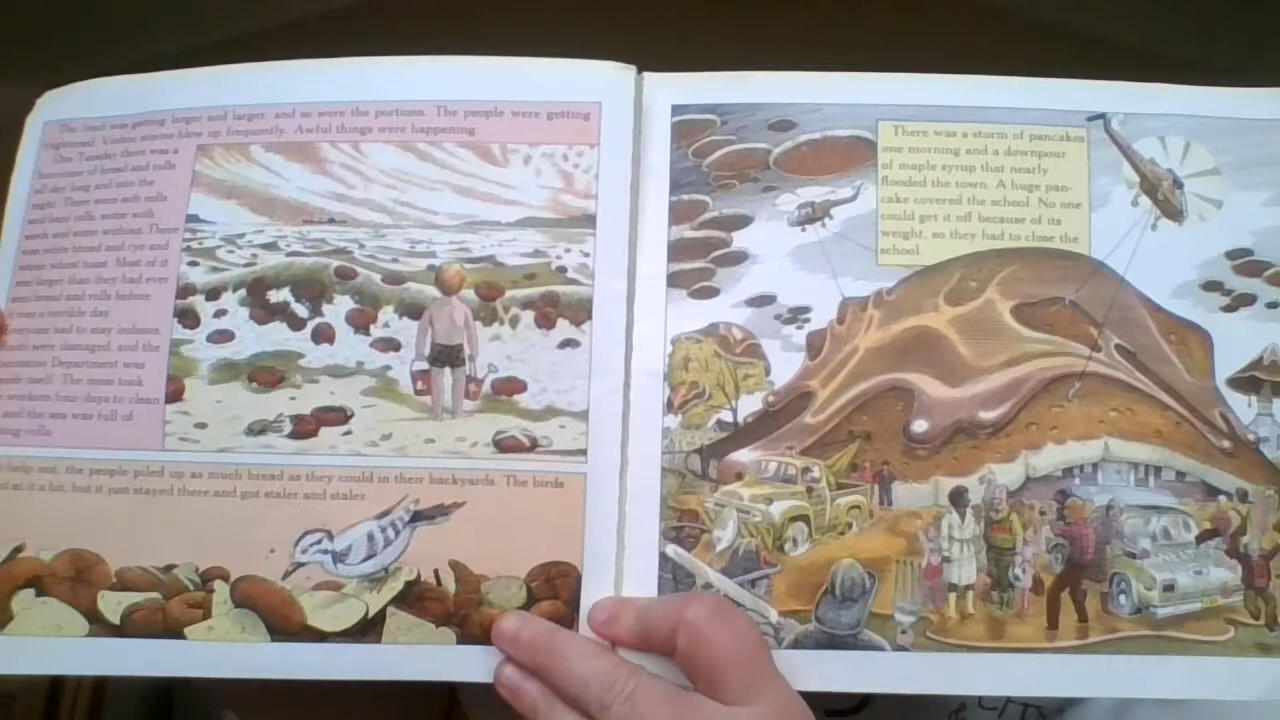 The food was getting larger and larger, and so were the portions. The people were getting
frightened. Violent storms blew up frequently. Awful things were happening.
One Tuesday there was a
hurricane of bread and rolls
all day long and into the
night. There were soft rolls
and hard rolls, some with
seeds and some without. There
was white bread and rye and
whole wheat toast. Most of it
was larger than they had ever
seen bread and rolls before.
It was a terrible day.
Everyone had to stay indoors.
were damaged, and the
Department was
itself. The mess took
workers four days to clean
and the sea was full of
rolls.
help out, the people piled up as much bread as they could in their backyards. The birds
at it a bit, but it just stayed there and got staler and staler.
There was a storm of pancakes
one morning and a downpour
of maple syrup that nearly
flooded the town. A huge pan-
cake covered the school. No one
could get it off because of its
weight, so they had to close the
school.